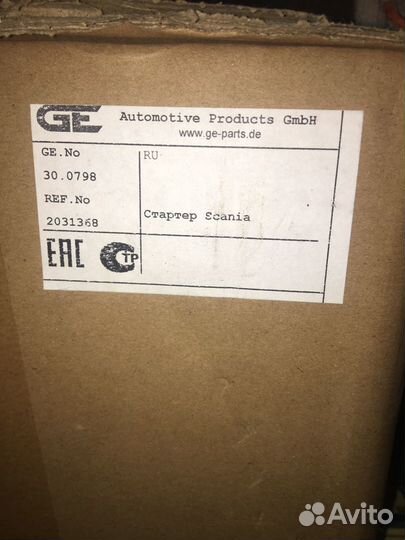 GE Automotive Products GmbH
www.ge-parts.de
GE.No
RU
30.0798
REF.No
2031368
Стартер Scania
EAC
СТР
Avito